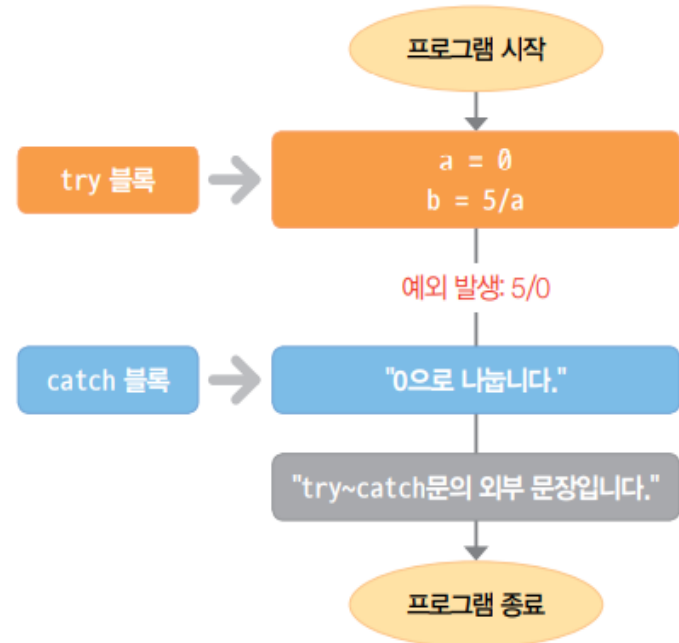 프로그램 시작
try 블록
a = 0
b = 5/a
예외 발생: 5/0
catch 블록
"0으로 나눕니다."
"try~catch문의 외부 문장입니다."
프로그램 종료